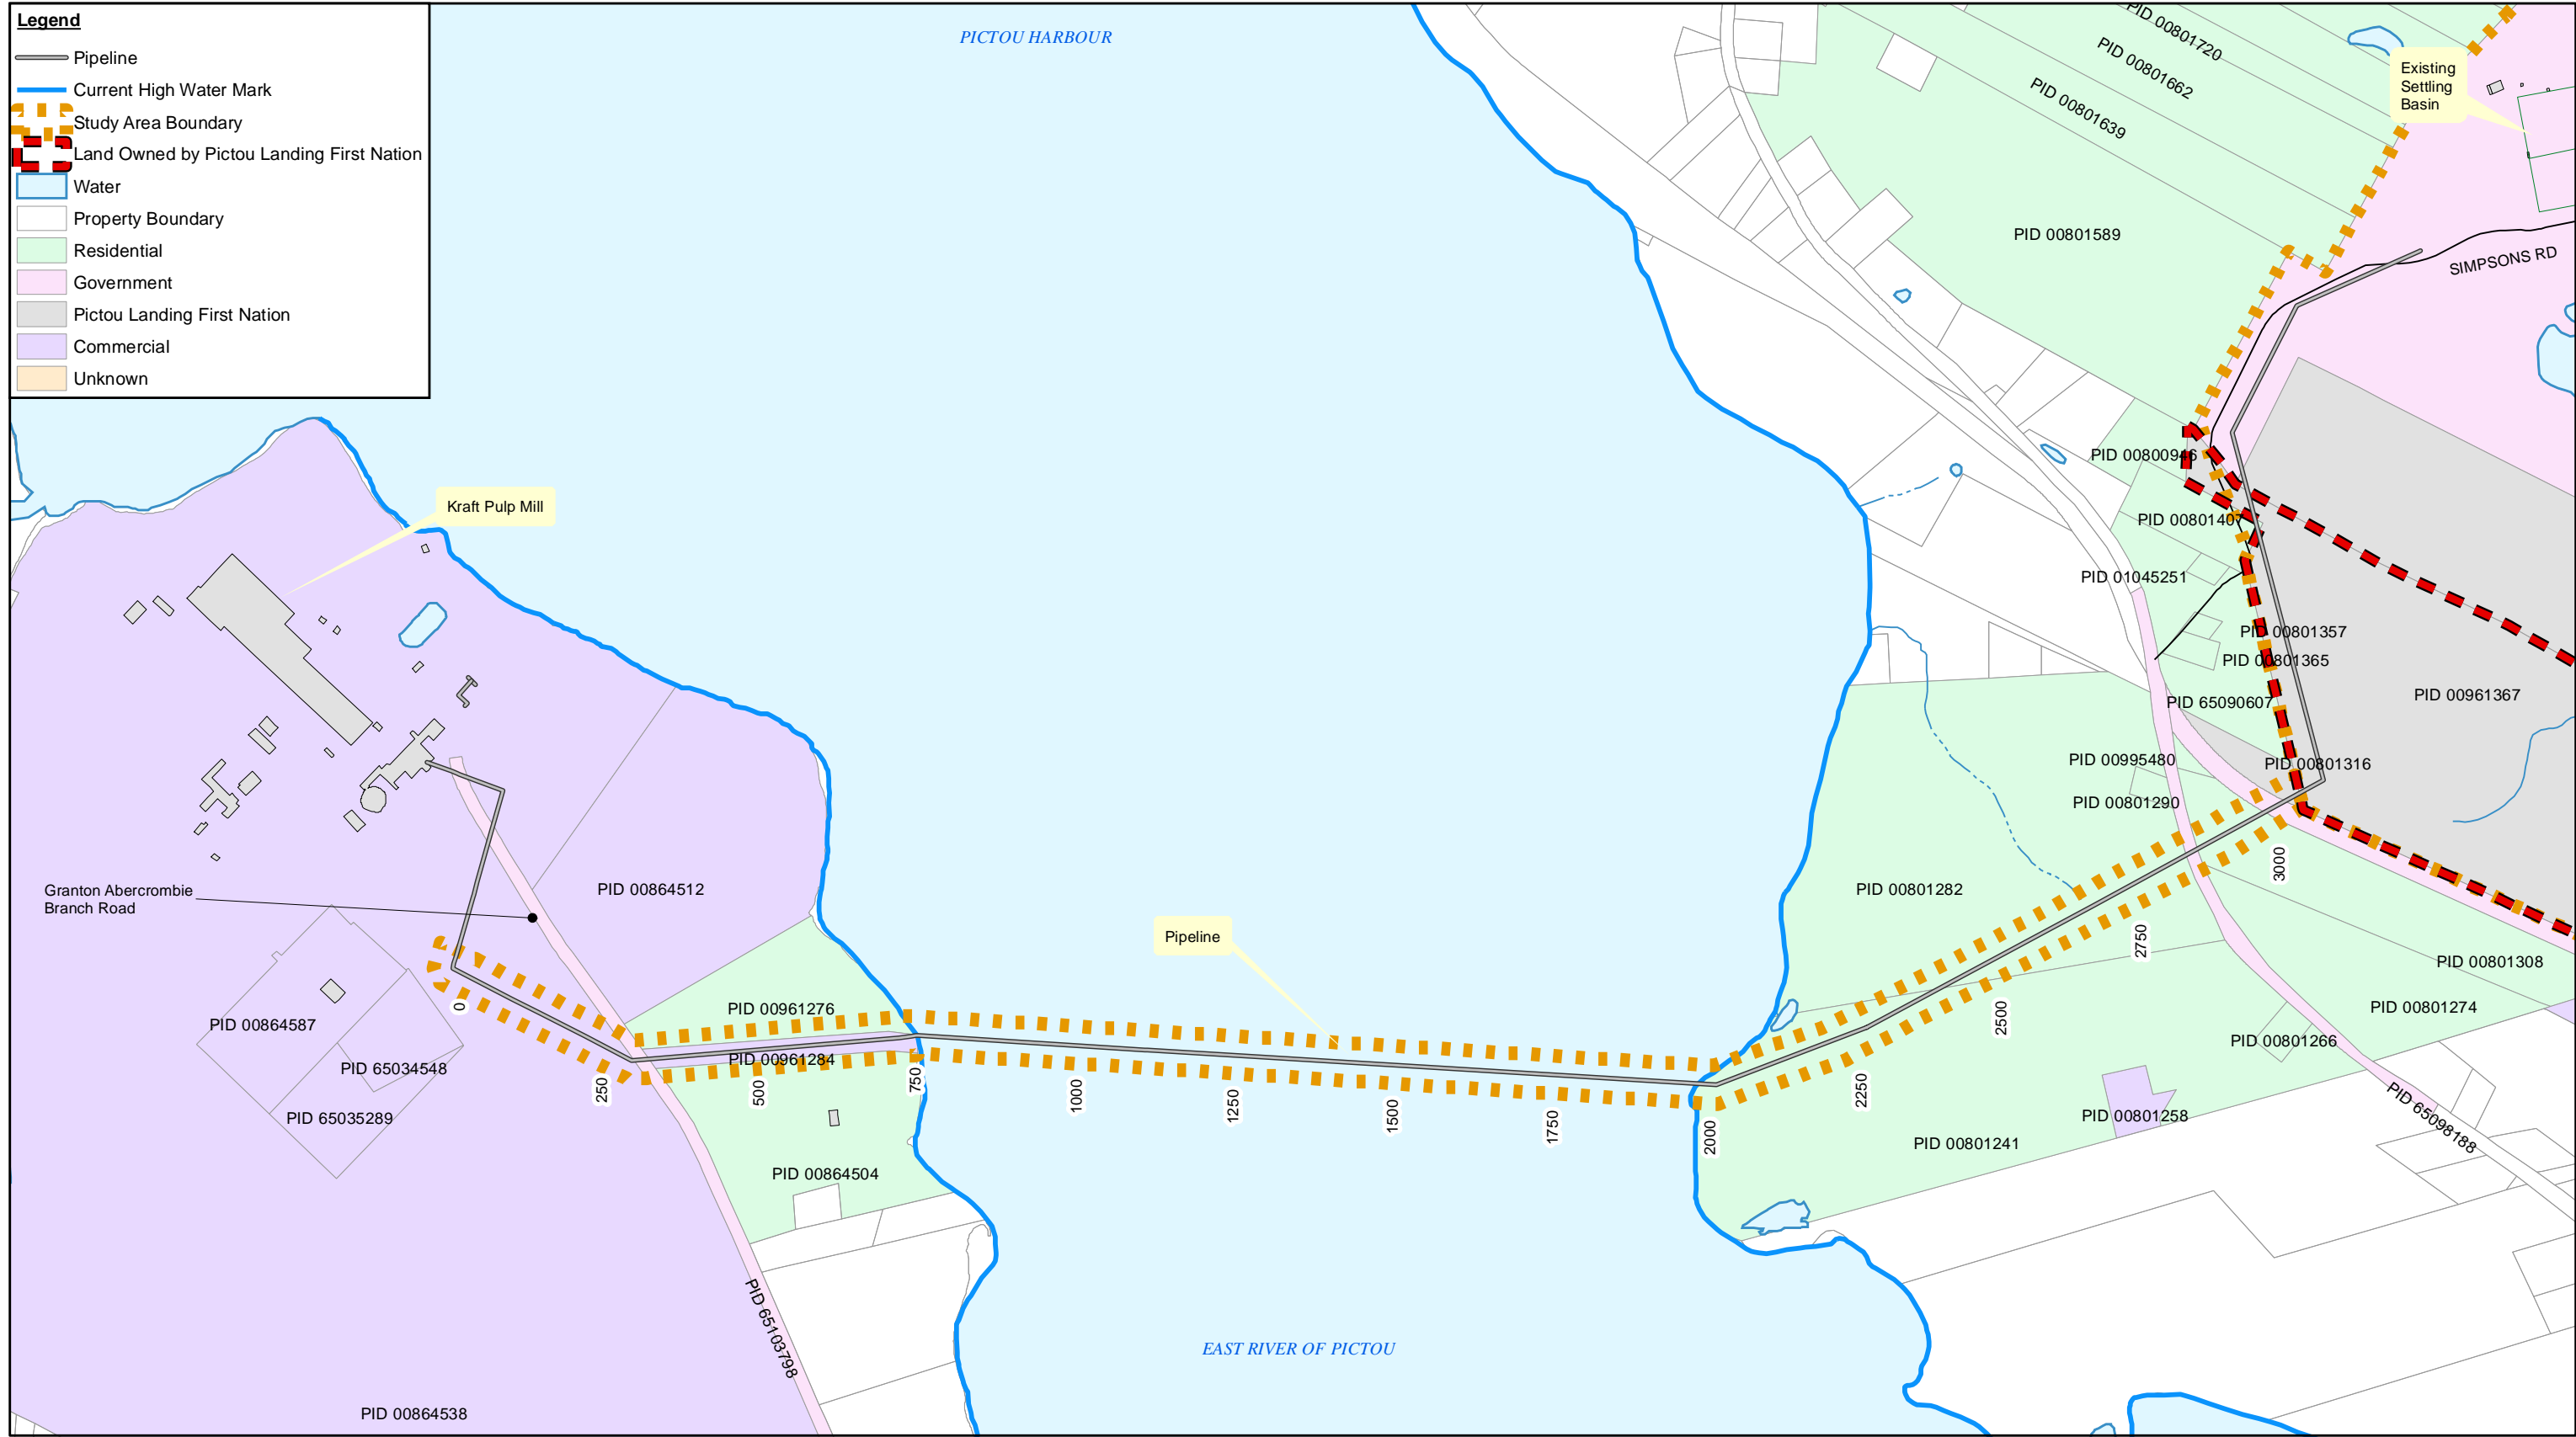 Legend
Pipeline
Current High Water Mark
Study Area Boundary
Land Owned by Pictou Landing First Nation
Water
Property Boundary
Residential
Government
Pictou Landing First Nation
Commercial
Unknown
PICTOU HARBOUR
PID 00801720
PID 00801662
PID 00801639
Existing
Settling
Basin
PID 00801589
SIMPSONS RD
PID 00800946
Kraft Pulp Mill
PID 00801407
PID 01045251
PID 00801357
PID 00801365
PID 00961367
PID 65090607
PID 00995480
PID 00801316
PID 00801290
Granton Abercrombie
Branch Road
PID 00864512
PID 00801282
3000
Pipeline
2750
PID 00801308
0
PID 00961276
PID 00801274
2500
PID 00864587
PID 00801266
PID 00961284
PID 65034548
250
500
750
1000
1250
1500
1750
2000
2250
PID 65035289
PID 00801258
PID 65098188
PID 00801241
PID 00864504
PID 65103798
EAST RIVER OF PICTOU
PID 00864538